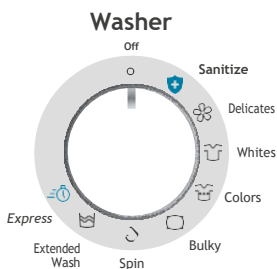 Washer
Off
Sanitize
Delicates
Whites
Colors
Bulky
Spin
Extended
Wash
Express